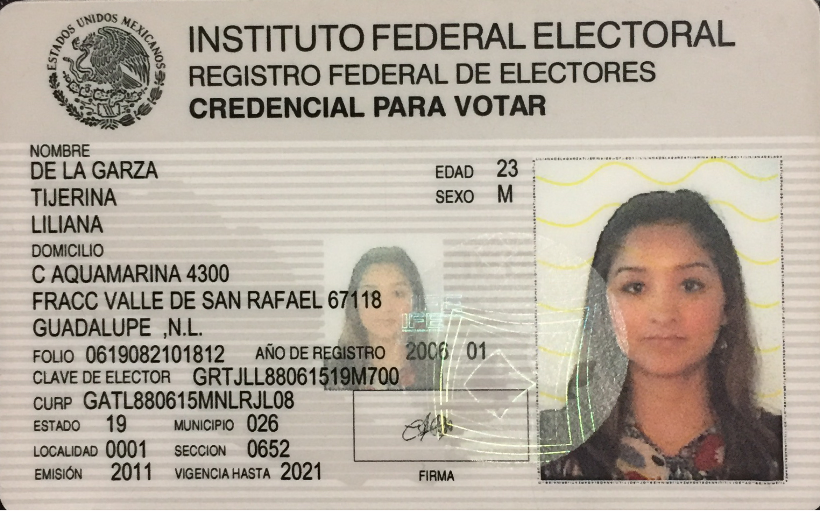 ESTADOS UNIDOS MEXICANOS
INSTITUTO FEDERAL ELECTORAL
REGISTRO FEDERAL DE ELECTORES
CREDENCIAL PARA VOTAR
NOMBRE
DE LA GARZA
TIJERINA
LILIANA
EDAD 23
SEXO M
DOMICILIO
C AQUAMARINA 4300
FRACC VALLE DE SAN RAFAEL 67118
GUADALUPE ,N.L.
FOLIO 0619082101812 AÑO DE REGISTRO 2006 01
CLAVE DE ELECTOR GRTJLL88061519M700
CURP GATL880615MNLRJL08
ESTADO 19 MUNICIPIO 026
LOCALIDAD 0001 SECCION 0652
EMISIÓN 2011 VIGENCIA HASTA 2021
FIRMA
IFE